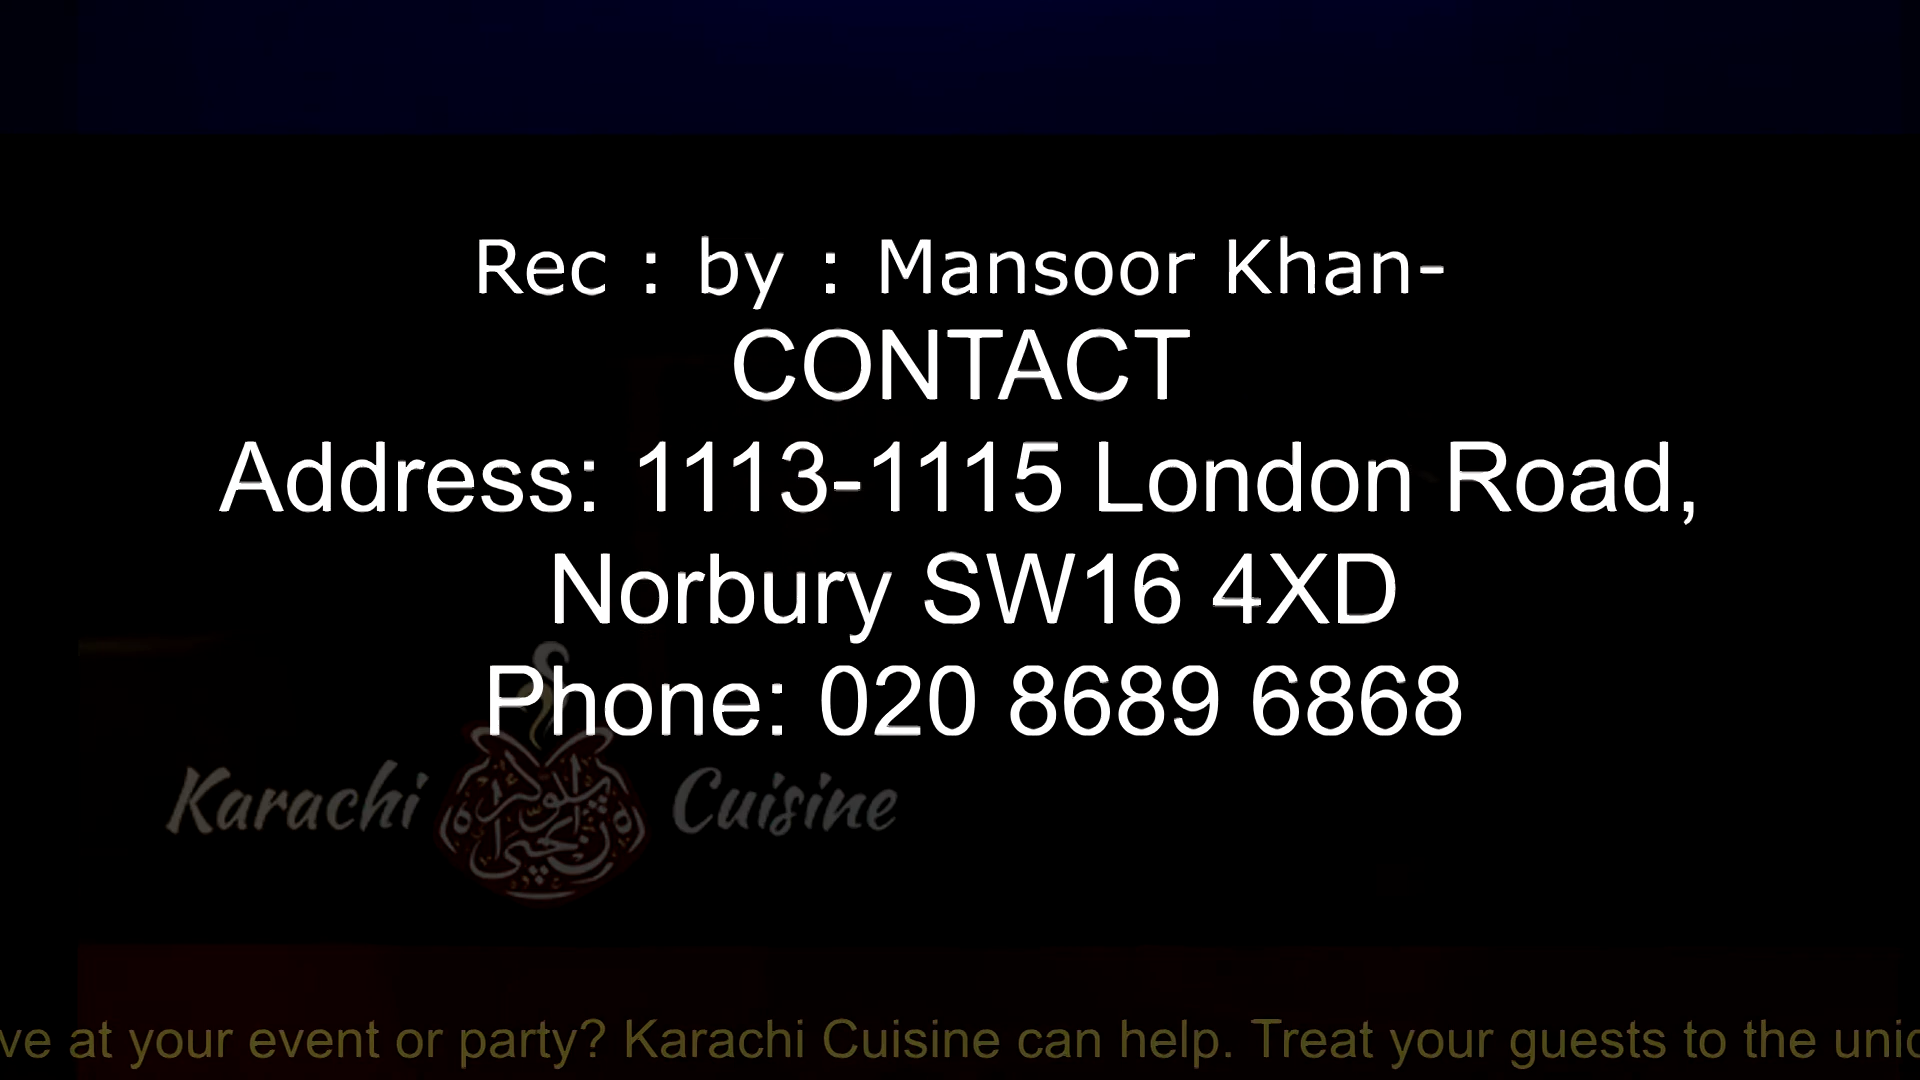 Rec : by : Mansoor Khan-
CONTACT
Address: 1113-1115 London Road,
Norbury SW16 4XD
Phone: 020 8689 6868
Karachi Cuisine
ve at your event or party? Karachi Cuisine can help. Treat your guests to the uniq